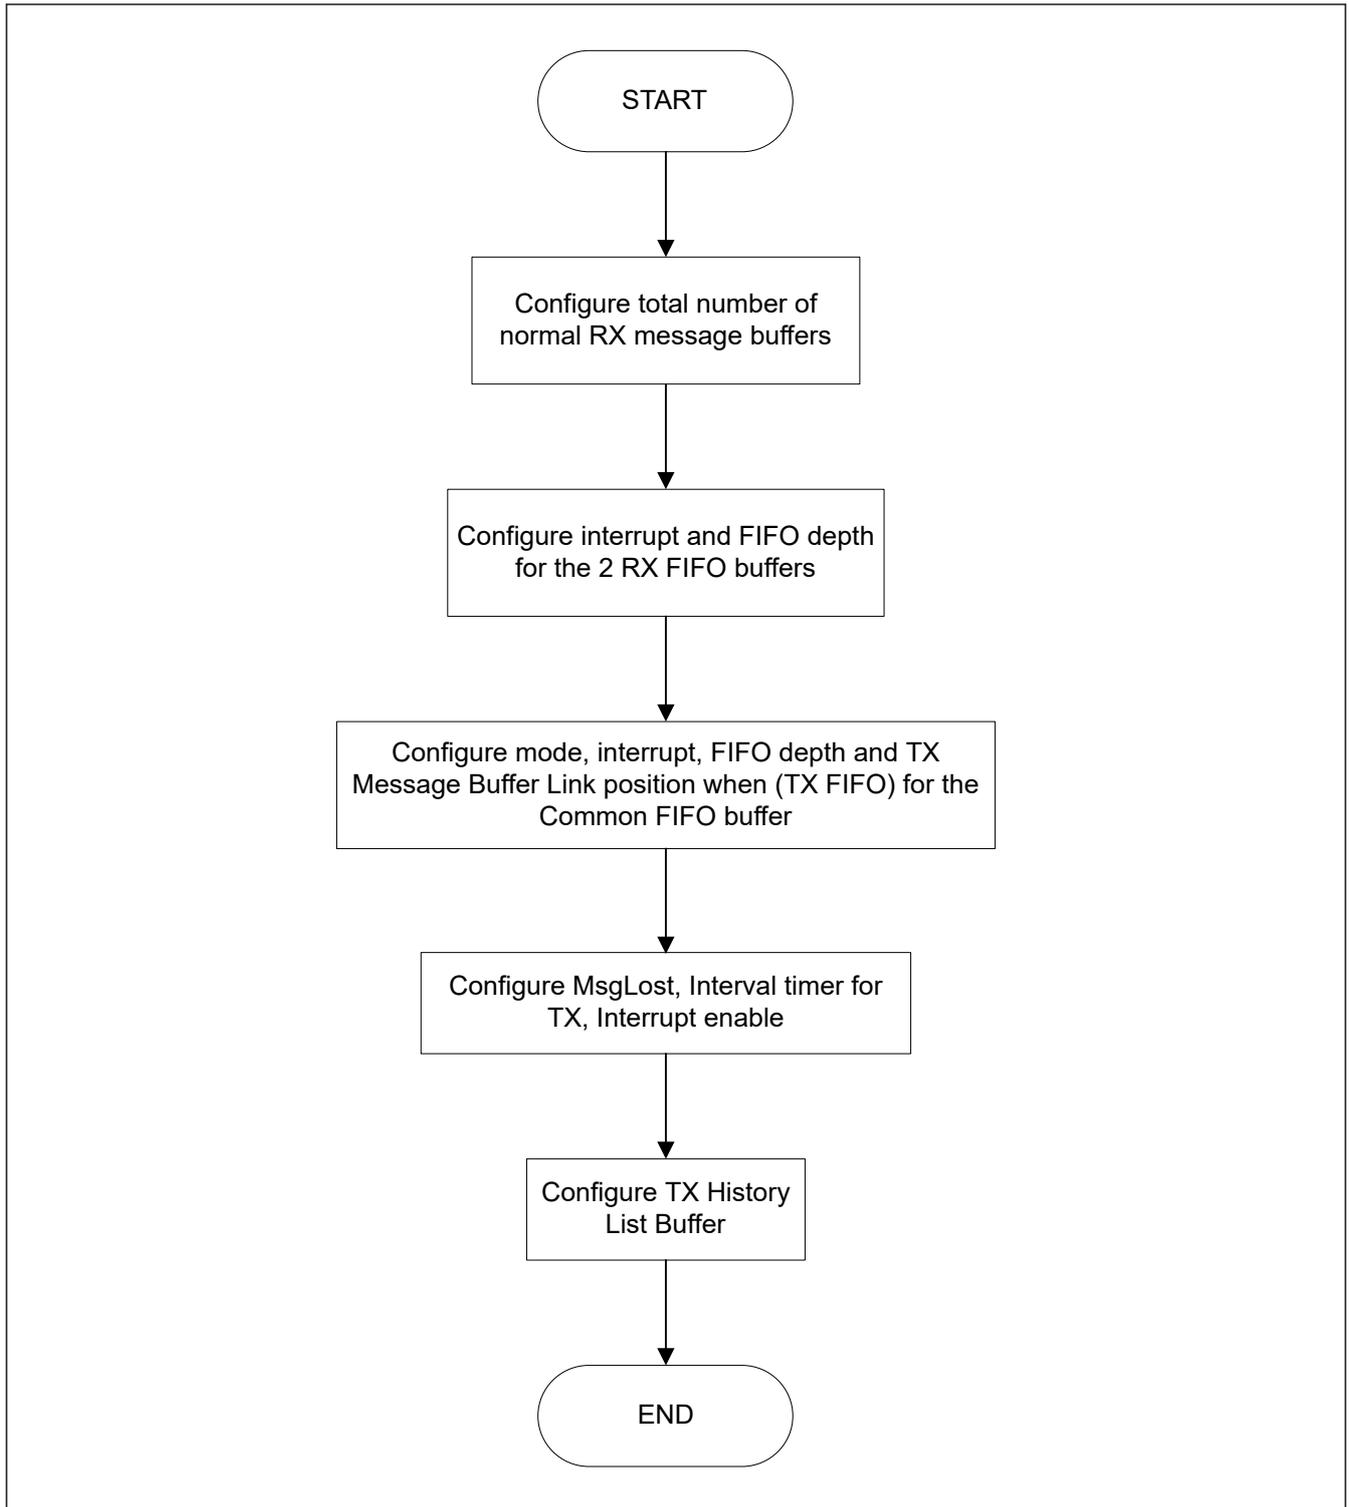 START
Configure total number of
normal RX message buffers
Configure interrupt and FIFO depth
for the 2 RX FIFO buffers
Configure mode, interrupt, FIFO depth and TX
Message Buffer Link position when (TX FIFO) for the
Common FIFO buffer
Configure MsgLost, Interval timer for
TX, Interrupt enable
Configure TX History
List Buffer
END